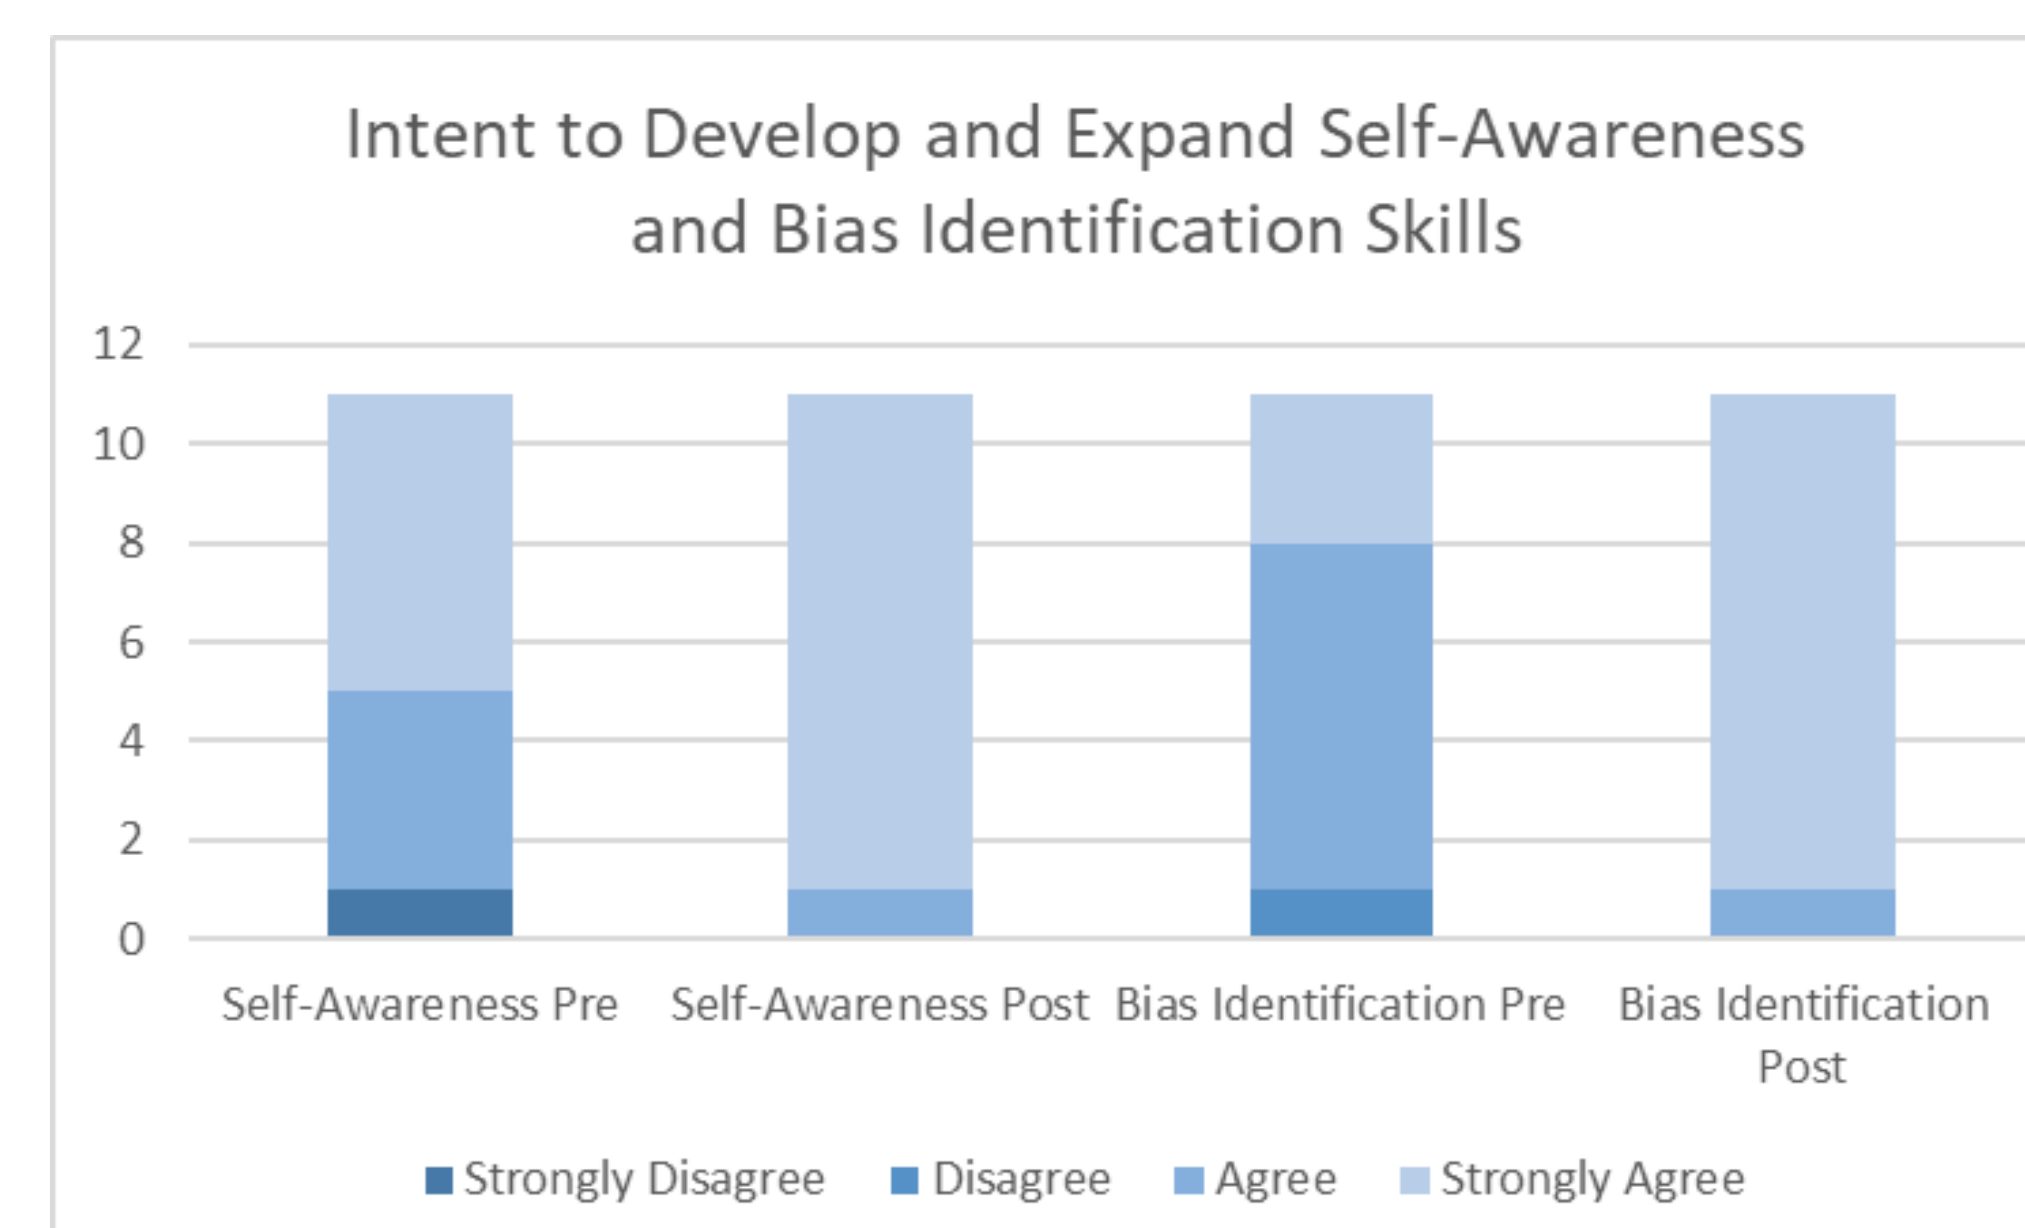 Intent to Develop and Expand Self-Awareness
and Bias Identification Skills
12
10
8
6
4
2
0
Self-Awareness Pre Self-Awareness Post Bias Identification Pre Bias Identification
Post
Strongly Disagree Disagree Agree Strongly Agree